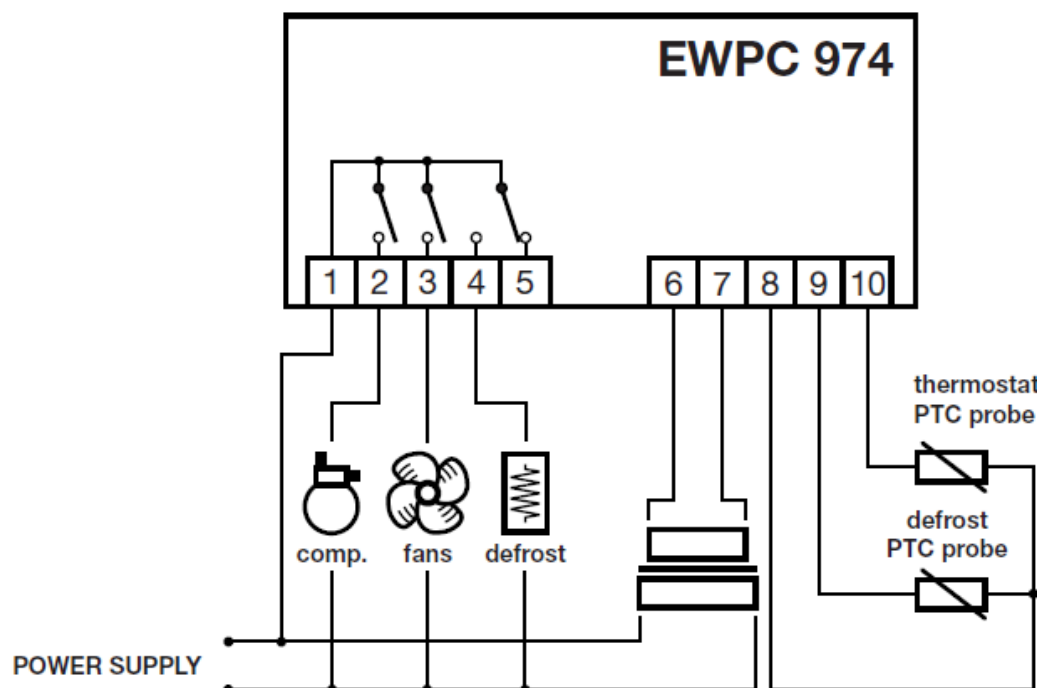 EWPC 974
1 2 3 4 5 6 7 8 9 10
thermostat
PTC probe
defrost
PTC probe
comp. fans defrost
POWER SUPPLY